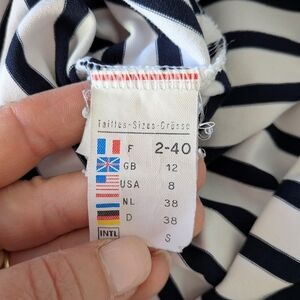 Tailles-Sizes-Grösse
F 2-40
GB 12
USA 8
NL 38
D 38
INTL S